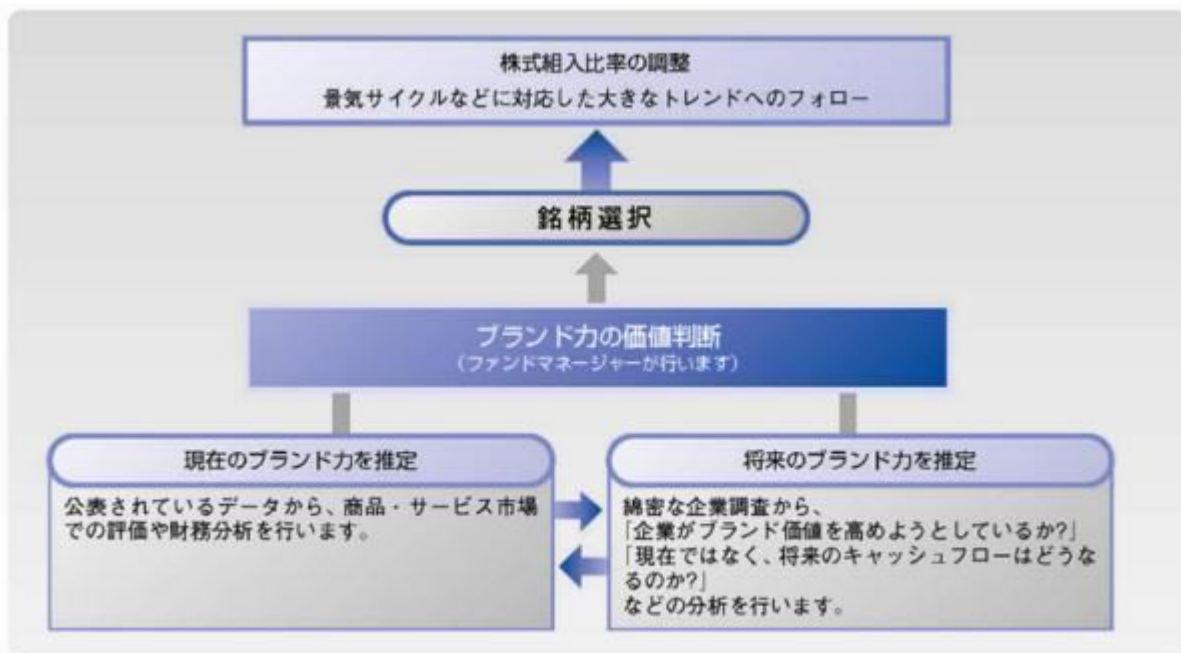 株式組入比率の調整
景気サイクルなどに対応した大きなトレンドへのフォロー
銘柄選択
ブランド力の価値判断
(ファンドマネージャーが行います)
現在のブランド力を推定
公表されているデータから、商品・サービス市場
での評価や財務分析を行います。
将来のブランド力を推定
綿密な企業調査から、
「企業がブランド価値を高めようとしているか?」
「現在ではなく、将来のキャッシュフローはどうな
るのか?」
などの分析を行います。